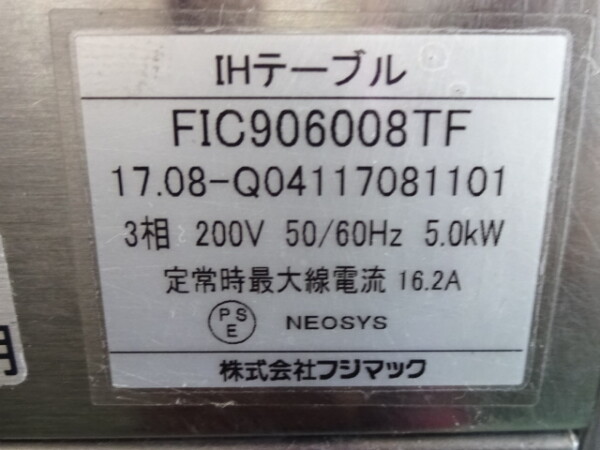 IHテーブル
FIC906008TF
17.08-Q04117081101
3相 200V 50/60Hz 5.0kW
定常時最大線電流 16.2A
PSE NEOSYS
株式会社フジマック
用